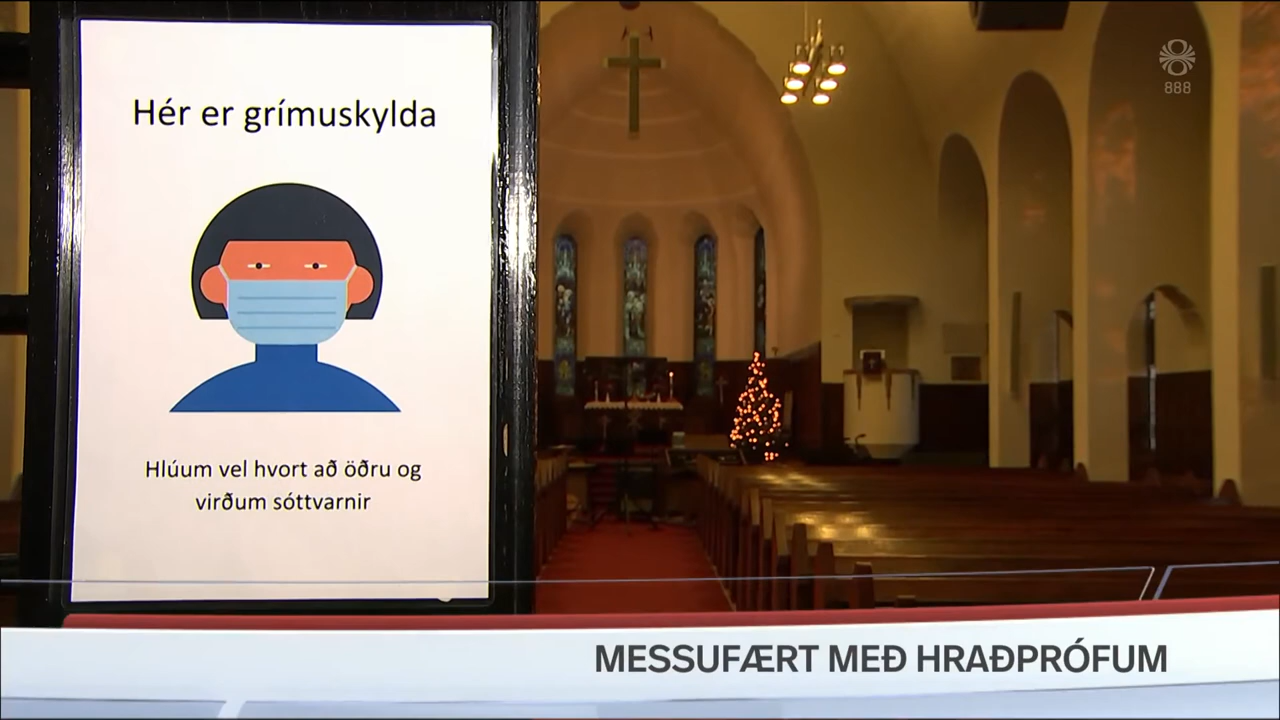 Hér er grímuskylda
Hlúum vel hvort að öðru og
virðum sóttvarnir
888
MESSUFÆRT MEÐ HRAÐPRÓFUM